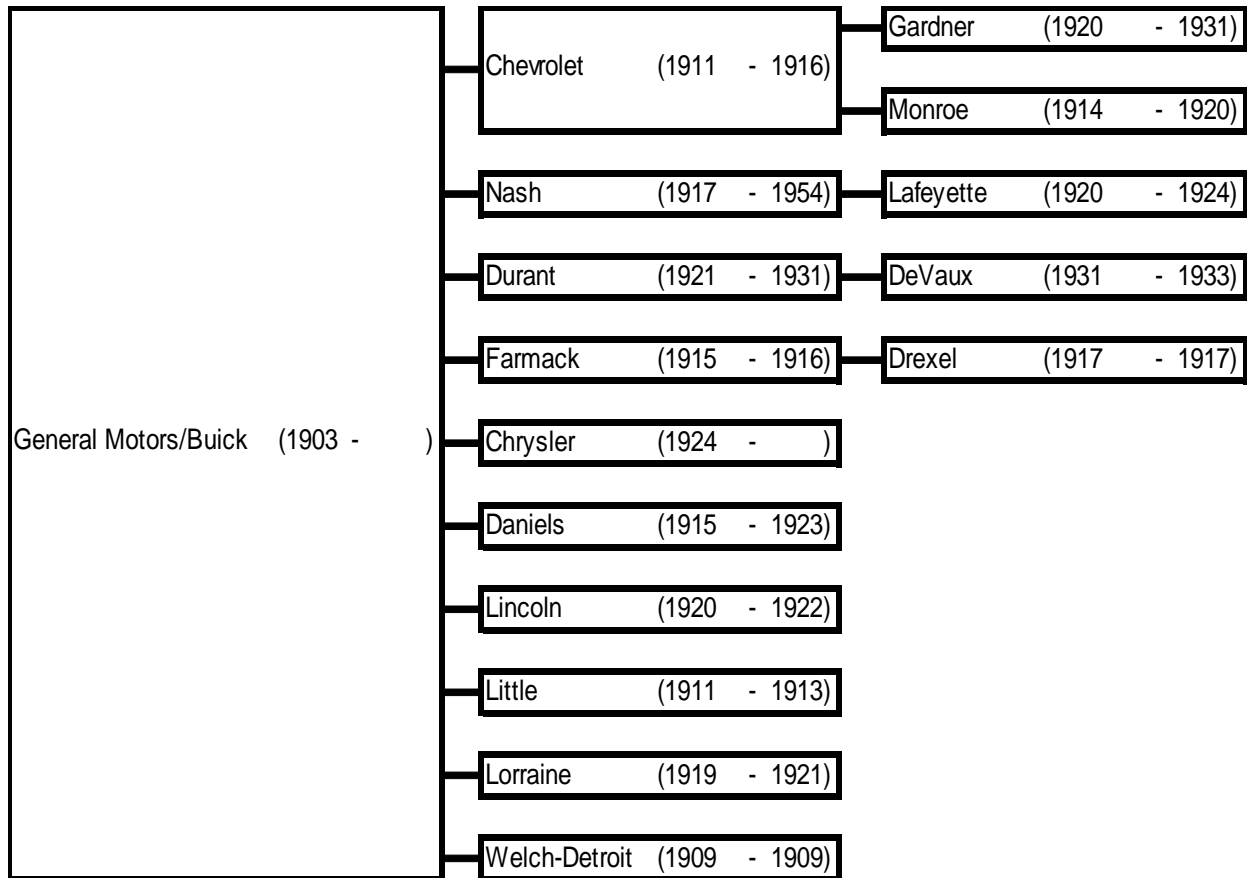 Gardner (1920 - 1931)
Chevrolet (1911 - 1916)
Monroe (1914 - 1920)
Nash (1917 - 1954) Lafeyette (1920 - 1924)
Durant (1921 - 1931) DeVaux (1931 - 1933)
Farmack (1915 - 1916) Drexel (1917 - 1917)
General Motors/Buick (1903 - ) Chrysler (1924 - )
Daniels (1915 - 1923)
Lincoln (1920 - 1922)
Little (1911 - 1913)
Lorraine (1919 - 1921)
Welch-Detroit (1909 - 1909)